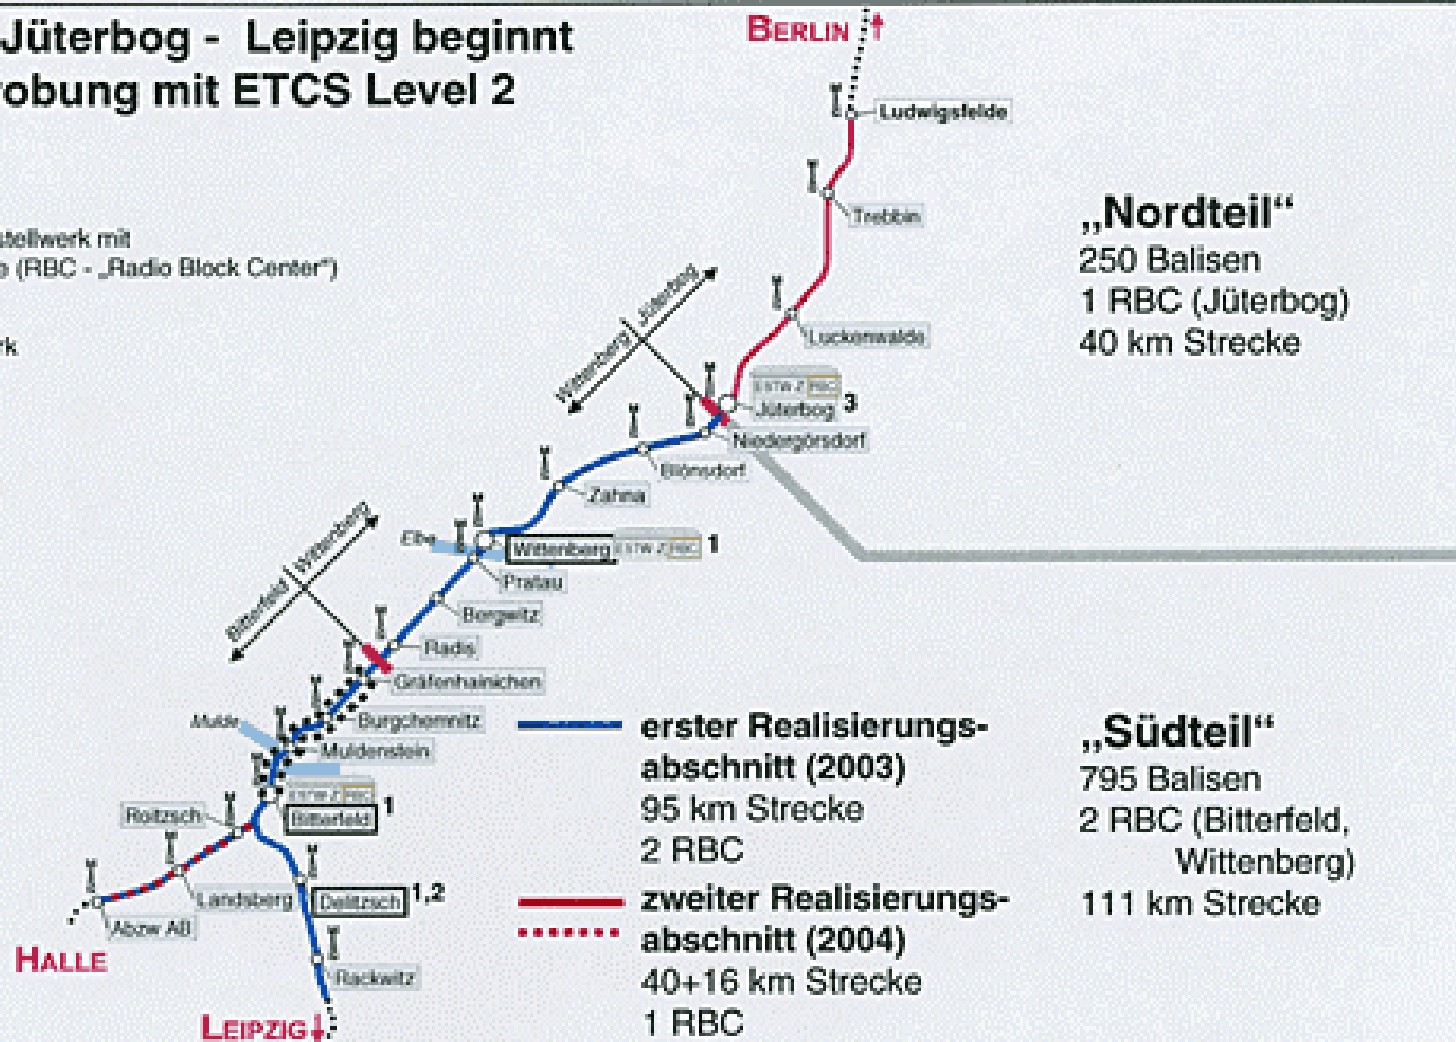 Jüterbog - Leipzig beginnt
robung mit ETCS Level 2
BERLIN
Ludwigsfelde
Trebbin
stellwerk mit
e (RBC - „Radio Block Center“)
rk
„Nordteil“
250 Balisen
1 RBC (Jüterbog)
40 km Strecke
Luckenwalde
Wittenberg | Jüterbog
ESTW-Z RBC
Jüterbog 3
Niedergörsdorf
Blönsdorf
Zahna
Elbe
Wittenberg ESTW-Z RBC 1
Pratau
Bergwitz
Bitterfeld | Wittenberg
Radis
Gräfenhainichen
Burgchemnitz
Mulde
Muldenstein
ESTW-Z RBC
Bitterfeld 1
Roitzsch
Landsberg
Delitzsch 1,2
Abzw AB
HALLE
Rackwitz
LEIPZIG
erster Realisierungs-
abschnitt (2003)
95 km Strecke
2 RBC
zweiter Realisierungs-
abschnitt (2004)
40+16 km Strecke
1 RBC
„Südteil“
795 Balisen
2 RBC (Bitterfeld,
Wittenberg)
111 km Strecke